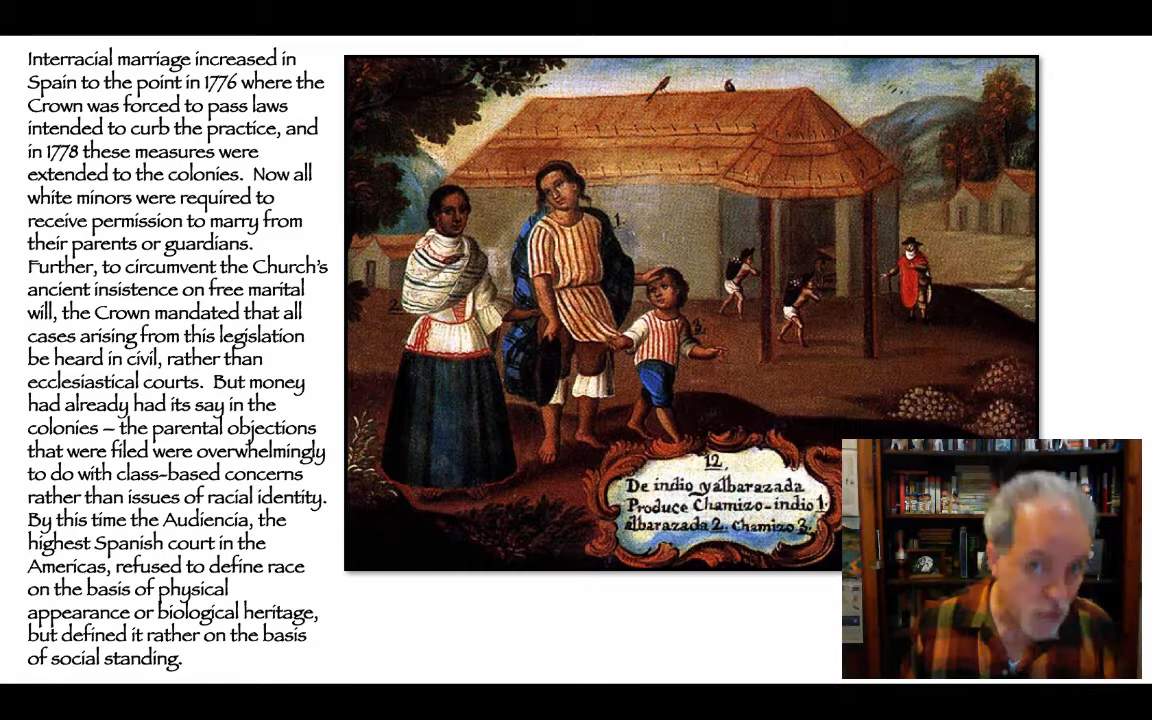 Interracial marriage increased in
Spain to the point in 1776 where the
Crown was forced to pass laws
intended to curb the practice, and
in 1778 these measures were
extended to the colonies.  Now all
white minors were required to
receive permission to marry from
their parents or guardians.
Further, to circumvent the Church's
ancient insistence on free marital
will, the Crown mandated that all
cases arising from this legislation
be heard in civil, rather than
ecclesiastical courts.  But money
had already had its say in the
colonies – the parental objections
that were filed were overwhelmingly
to do with class-based concerns
rather than issues of racial identity.
By this time the Audiencia, the
highest Spanish court in the
Americas, refused to define race
on the basis of physical
appearance or biological heritage,
but defined it rather on the basis
of social standing.
1.
2.
3.
12.
De indio y albarazada
Produce Chamizo-indio 1.
albarazada 2. Chamizo 3.